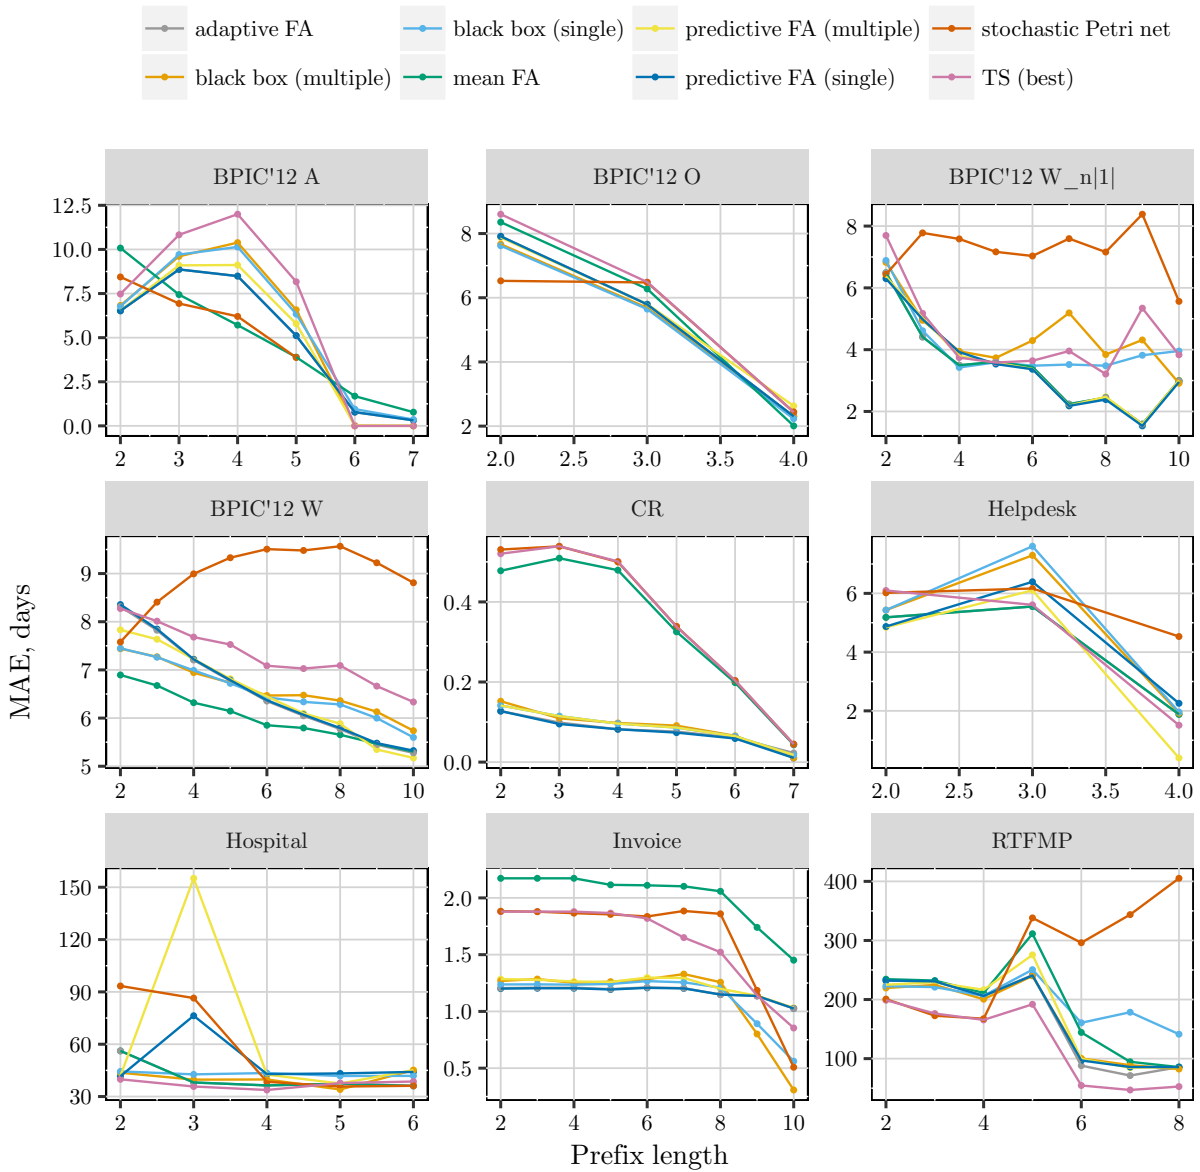 adaptive FA
black box (single)
predictive FA (multiple)
stochastic Petri net
black box (multiple)
mean FA
predictive FA (single)
TS (best)
BPIC'12 A
BPIC'12 O
BPIC'12 W_n|1|
12.5
10.0
7.5
5.0
2.5
0.0
2 3 4 5 6 7
8
6
4
2
2.0 2.5 3.0 3.5 4.0
8
6
4
2
2 4 6 8 10
BPIC'12 W
CR
Helpdesk
9
8
7
6
5
2 4 6 8 10
0.4
0.2
0.0
2 3 4 5 6 7
6
4
2
2.0 2.5 3.0 3.5 4.0
MAE, days
Hospital
Invoice
RTFMP
150
120
90
60
30
2 3 4 5 6
2.0
1.5
1.0
0.5
2 4 6 8 10
400
300
200
100
2 4 6 8
Prefix length